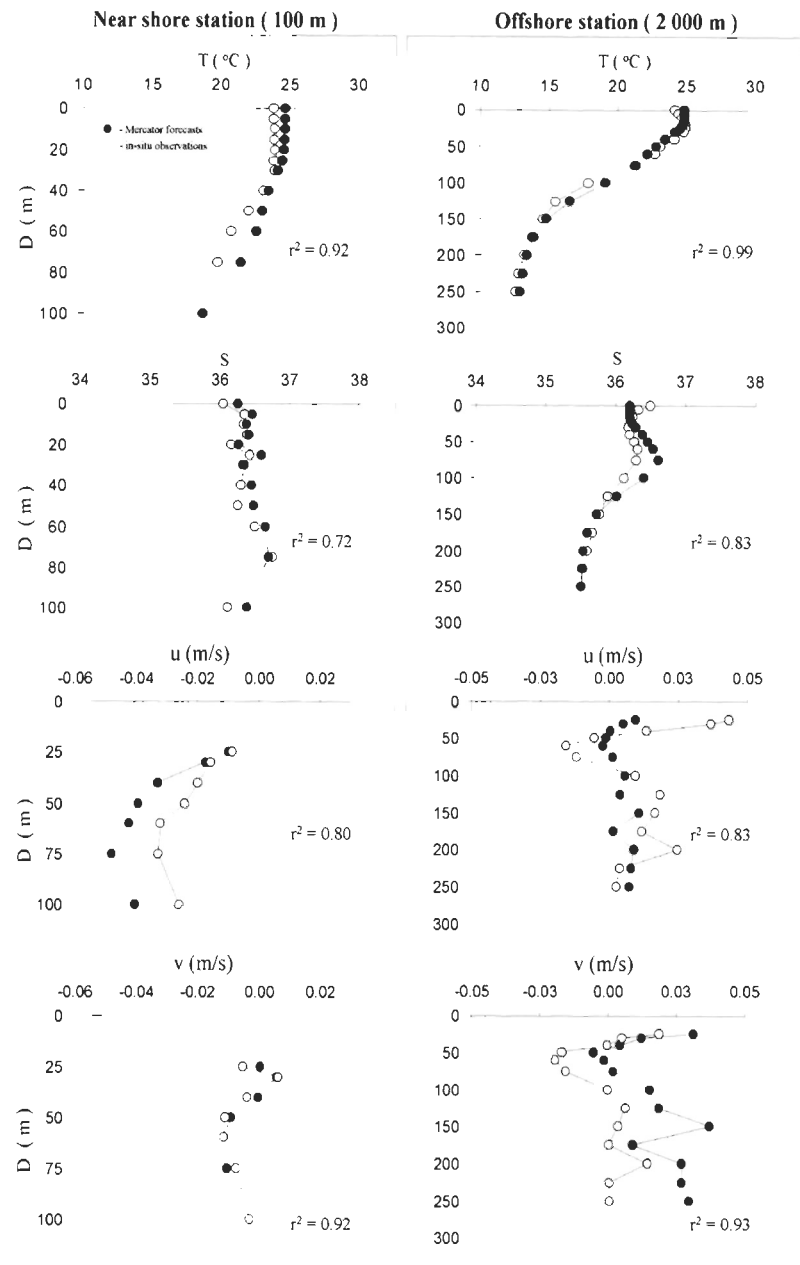 Near shore station ( 100 m )
Offshore station ( 2 000 m )
T ( °C )
10 15 20 25 30
0
20
40
60
80
100
D ( m )
● - Mercator forecasts
- in-situ observations
r² = 0.92
T ( °C )
10 15 20 25 30
0
50
100
150
200
250
300
r² = 0.99
S
34 35 36 37 38
0
20
40
60
80
100
D ( m )
r² = 0.72
S
34 35 36 37 38
0
50
100
150
200
250
300
r² = 0.83
u (m/s)
-0.06 -0.04 -0.02 0.00 0.02
0
25
50
75
100
D ( m )
r² = 0.80
u (m/s)
-0.05 -0.03 0.00 0.03 0.05
0
50
100
150
200
250
300
r² = 0.83
v (m/s)
-0.06 -0.04 -0.02 0.00 0.02
0
25
50
75
100
D ( m )
r² = 0.92
v (m/s)
-0.05 -0.03 0.00 0.03 0.05
0
50
100
150
200
250
300
r² = 0.93